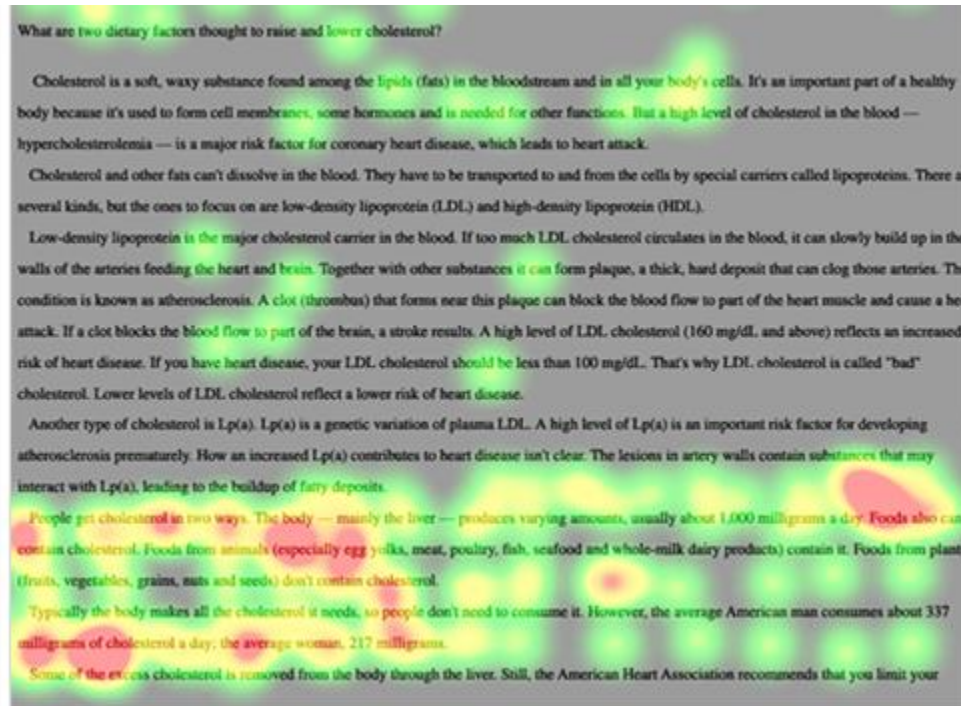 What are two dietary factors thought to raise and lower cholesterol?
Cholesterol is a soft, waxy substance found among the lipids (fats) in the bloodstream and in all your body's cells. It's an important part of a healthy
body because it's used to form cell membranes, some hormones and is needed for other functions. But a high level of cholesterol in the blood —
hypercholesterolemia — is a major risk factor for coronary heart disease, which leads to heart attack.
Cholesterol and other fats can't dissolve in the blood. They have to be transported to and from the cells by special carriers called lipoproteins. There a
several kinds, but the ones to focus on are low-density lipoprotein (LDL) and high-density lipoprotein (HDL).
Low-density lipoprotein is the major cholesterol carrier in the blood. If too much LDL cholesterol circulates in the blood, it can slowly build up in the
walls of the arteries feeding the heart and brain. Together with other substances it can form plaque, a thick, hard deposit that can clog those arteries. Th
condition is known as atherosclerosis. A clot (thrombus) that forms near this plaque can block the blood flow to part of the heart muscle and cause a he
attack. If a clot blocks the blood flow to part of the brain, a stroke results. A high level of LDL cholesterol (160 mg/dL and above) reflects an increased
risk of heart disease. If you have heart disease, your LDL cholesterol should be less than 100 mg/dL. That's why LDL cholesterol is called "bad"
cholesterol. Lower levels of LDL cholesterol reflect a lower risk of heart disease.
Another type of cholesterol is Lp(a). Lp(a) is a genetic variation of plasma LDL. A high level of Lp(a) is an important risk factor for developing
atherosclerosis prematurely. How an increased Lp(a) contributes to heart disease isn't clear. The lesions in artery walls contain substances that may
interact with Lp(a), leading to the buildup of fatty deposits.
People get cholesterol in two ways. The body — mainly the liver — produces varying amounts, usually about 1,000 milligrams a day. Foods also can
contain cholesterol. Foods from animals (especially egg yolks, meat, poultry, fish, seafood and whole-milk dairy products) contain it. Foods from plant
(fruits, vegetables, grains, nuts and seeds) don't contain cholesterol.
Typically the body makes all the cholesterol it needs, so people don't need to consume it. However, the average American man consumes about 337
milligrams of cholesterol a day; the average woman, 217 milligrams.
Some of the excess cholesterol is removed from the body through the liver. Still, the American Heart Association recommends that you limit your